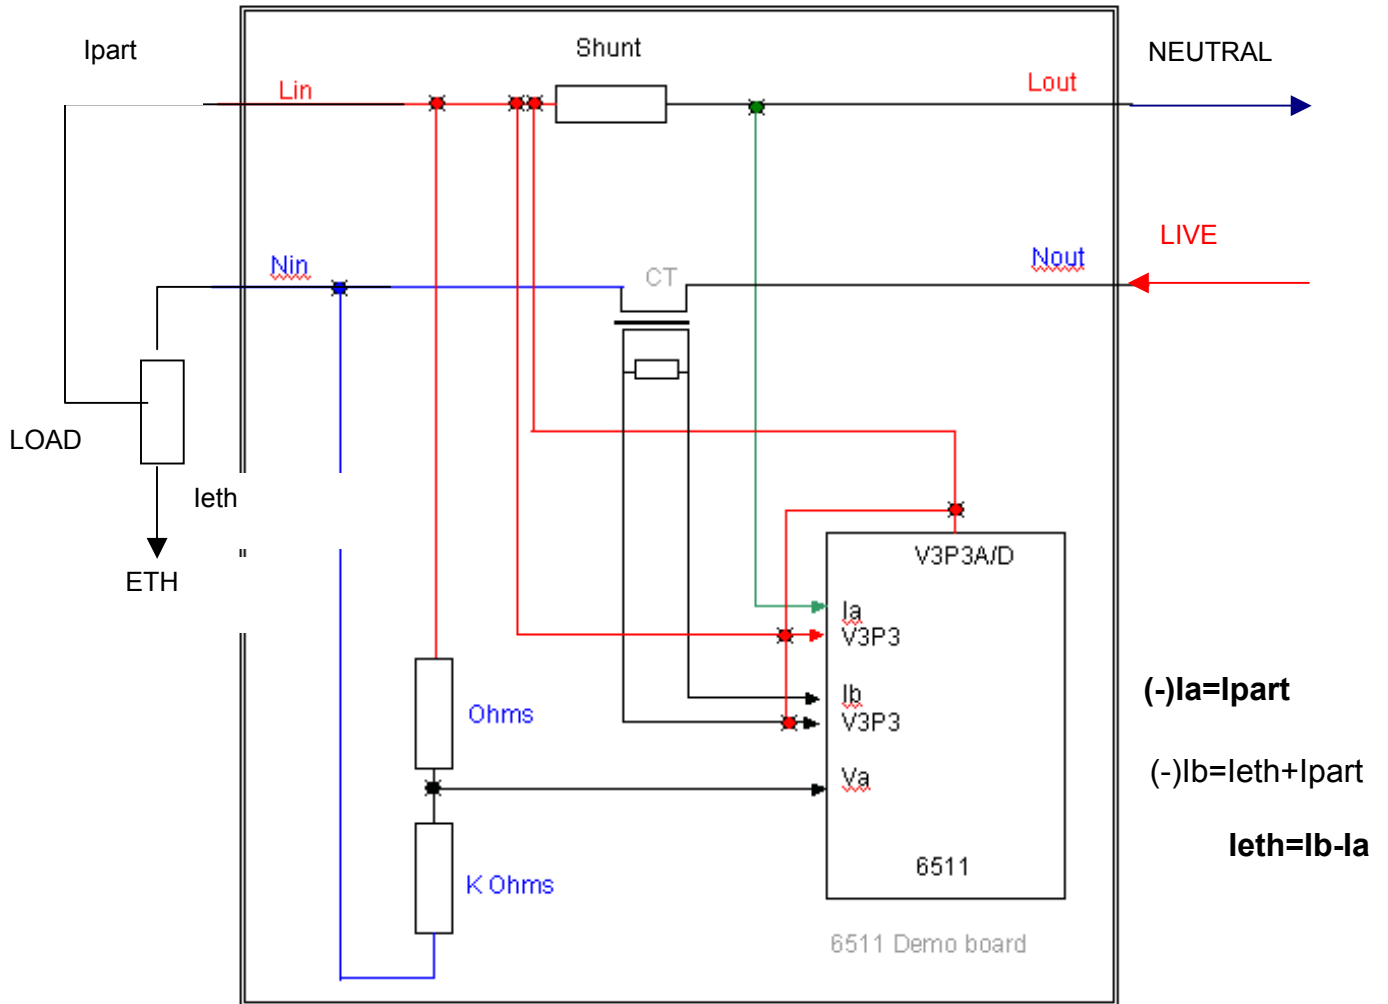 Ipart
Shunt
NEUTRAL
Lin
Lout
LIVE
Nin
CT
Nout
LOAD
Ieth
ETH
V3P3A/D
Ia
V3P3
Ib
V3P3
Va
6511
Ohms
K Ohms
6511 Demo board
(-)Ia=Ipart
(-)Ib=Ieth+Ipart
Ieth=Ib-Ia